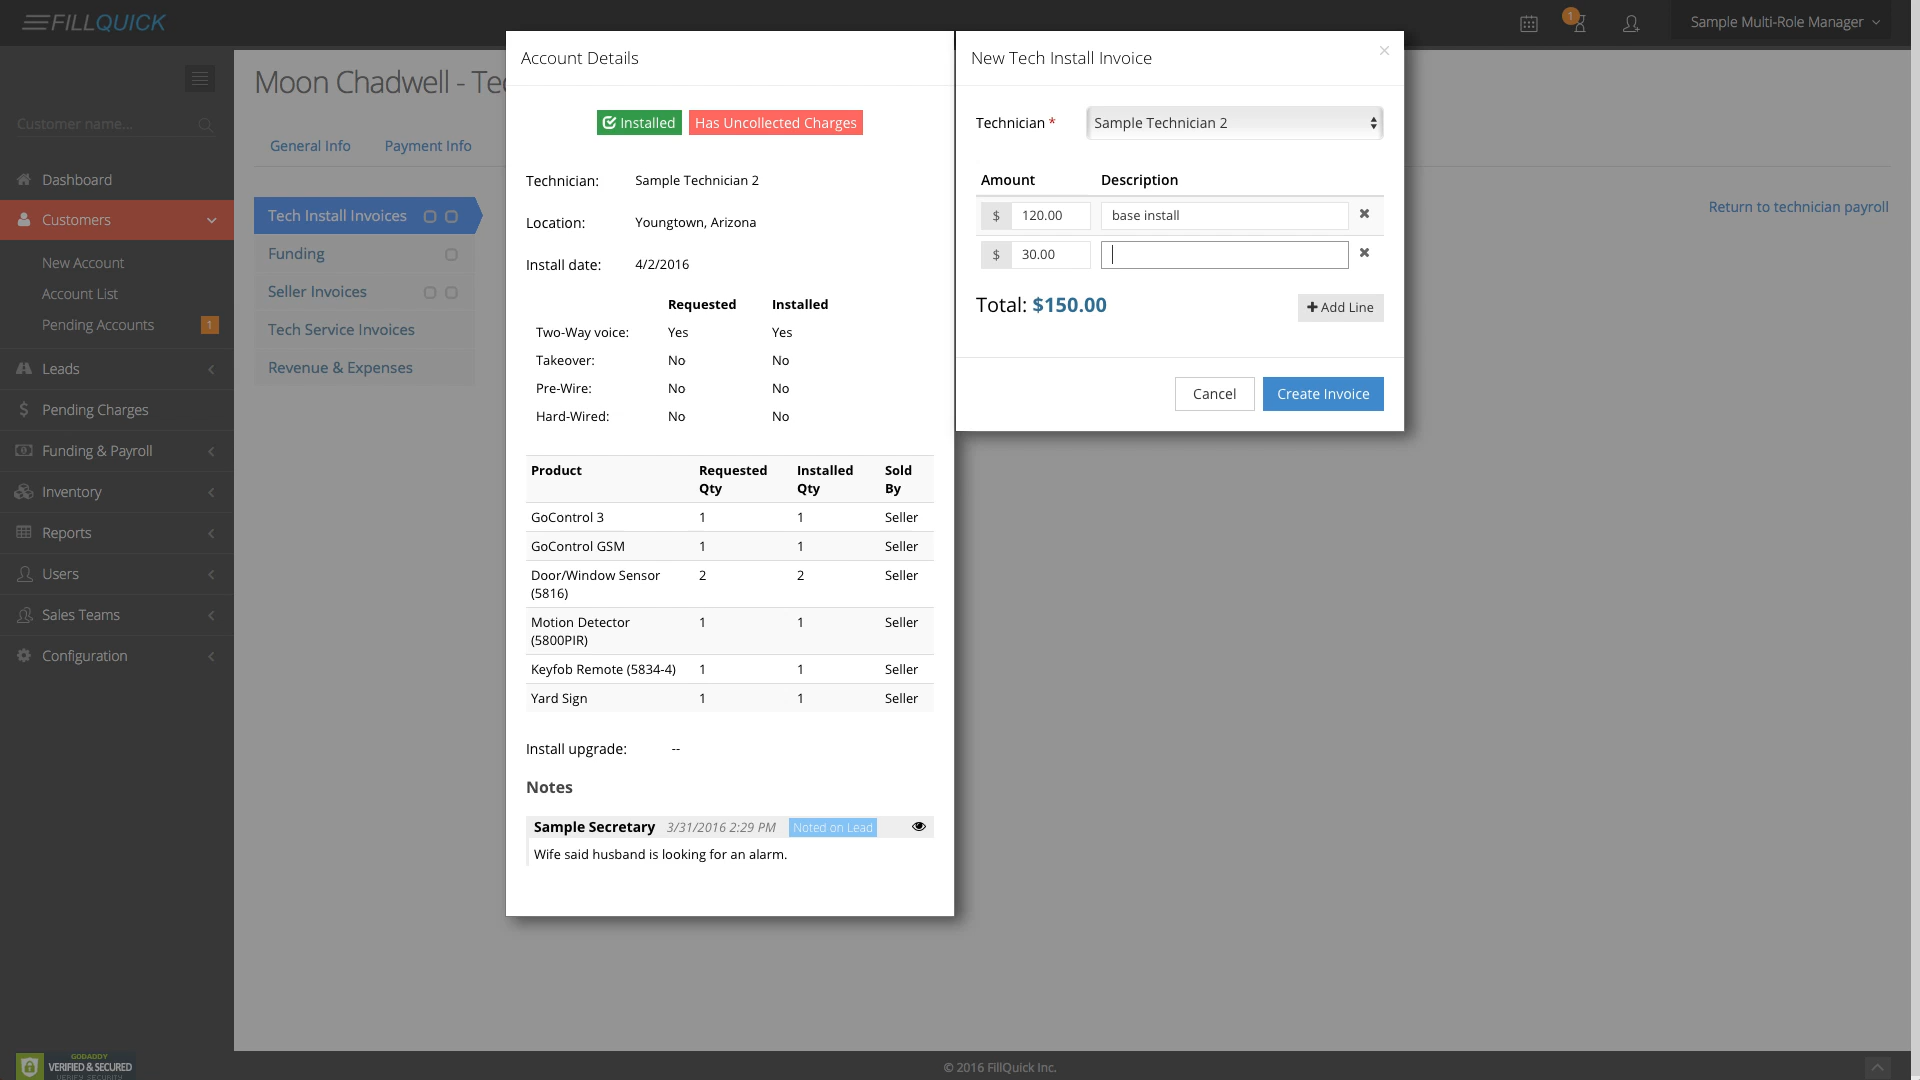 FILLQUICK
1
Sample Multi-Role Manager
Customer name...
Dashboard
Customers
New Account
Account List
Pending Accounts 1
Leads
Pending Charges
$
Funding & Payroll
Inventory
Reports
Users
Sales Teams
Configuration
GODADDY
VERIFIED & SECURED
VERIFY SECURITY
Moon Chadwell - Tec
General Info Payment Info
Tech Install Invoices
Funding
Seller Invoices
Tech Service Invoices
Revenue & Expenses
Return to technician payroll
Account Details
Installed Has Uncollected Charges
Technician: Sample Technician 2
Location: Youngtown, Arizona
Install date: 4/2/2016
Requested Installed
Two-Way voice: Yes Yes
Takeover: No No
Pre-Wire: No No
Hard-Wired: No No
Product Requested Installed Sold
Qty Qty By
GoControl 3 1 1 Seller
GoControl GSM 1 1 Seller
Door/Window Sensor 2 2 Seller
(5816)
Motion Detector 1 1 Seller
(5800PIR)
Keyfob Remote (5834-4) 1 1 Seller
Yard Sign 1 1 Seller
Install upgrade: --
Notes
Sample Secretary 3/31/2016 2:29 PM Noted on Lead
Wife said husband is looking for an alarm.
New Tech Install Invoice ×
Technician * Sample Technician 2
Amount Description
$ 120.00 base install
$ 30.00
Total: $150.00 Add Line
Cancel Create Invoice
© 2016 FillQuick Inc.